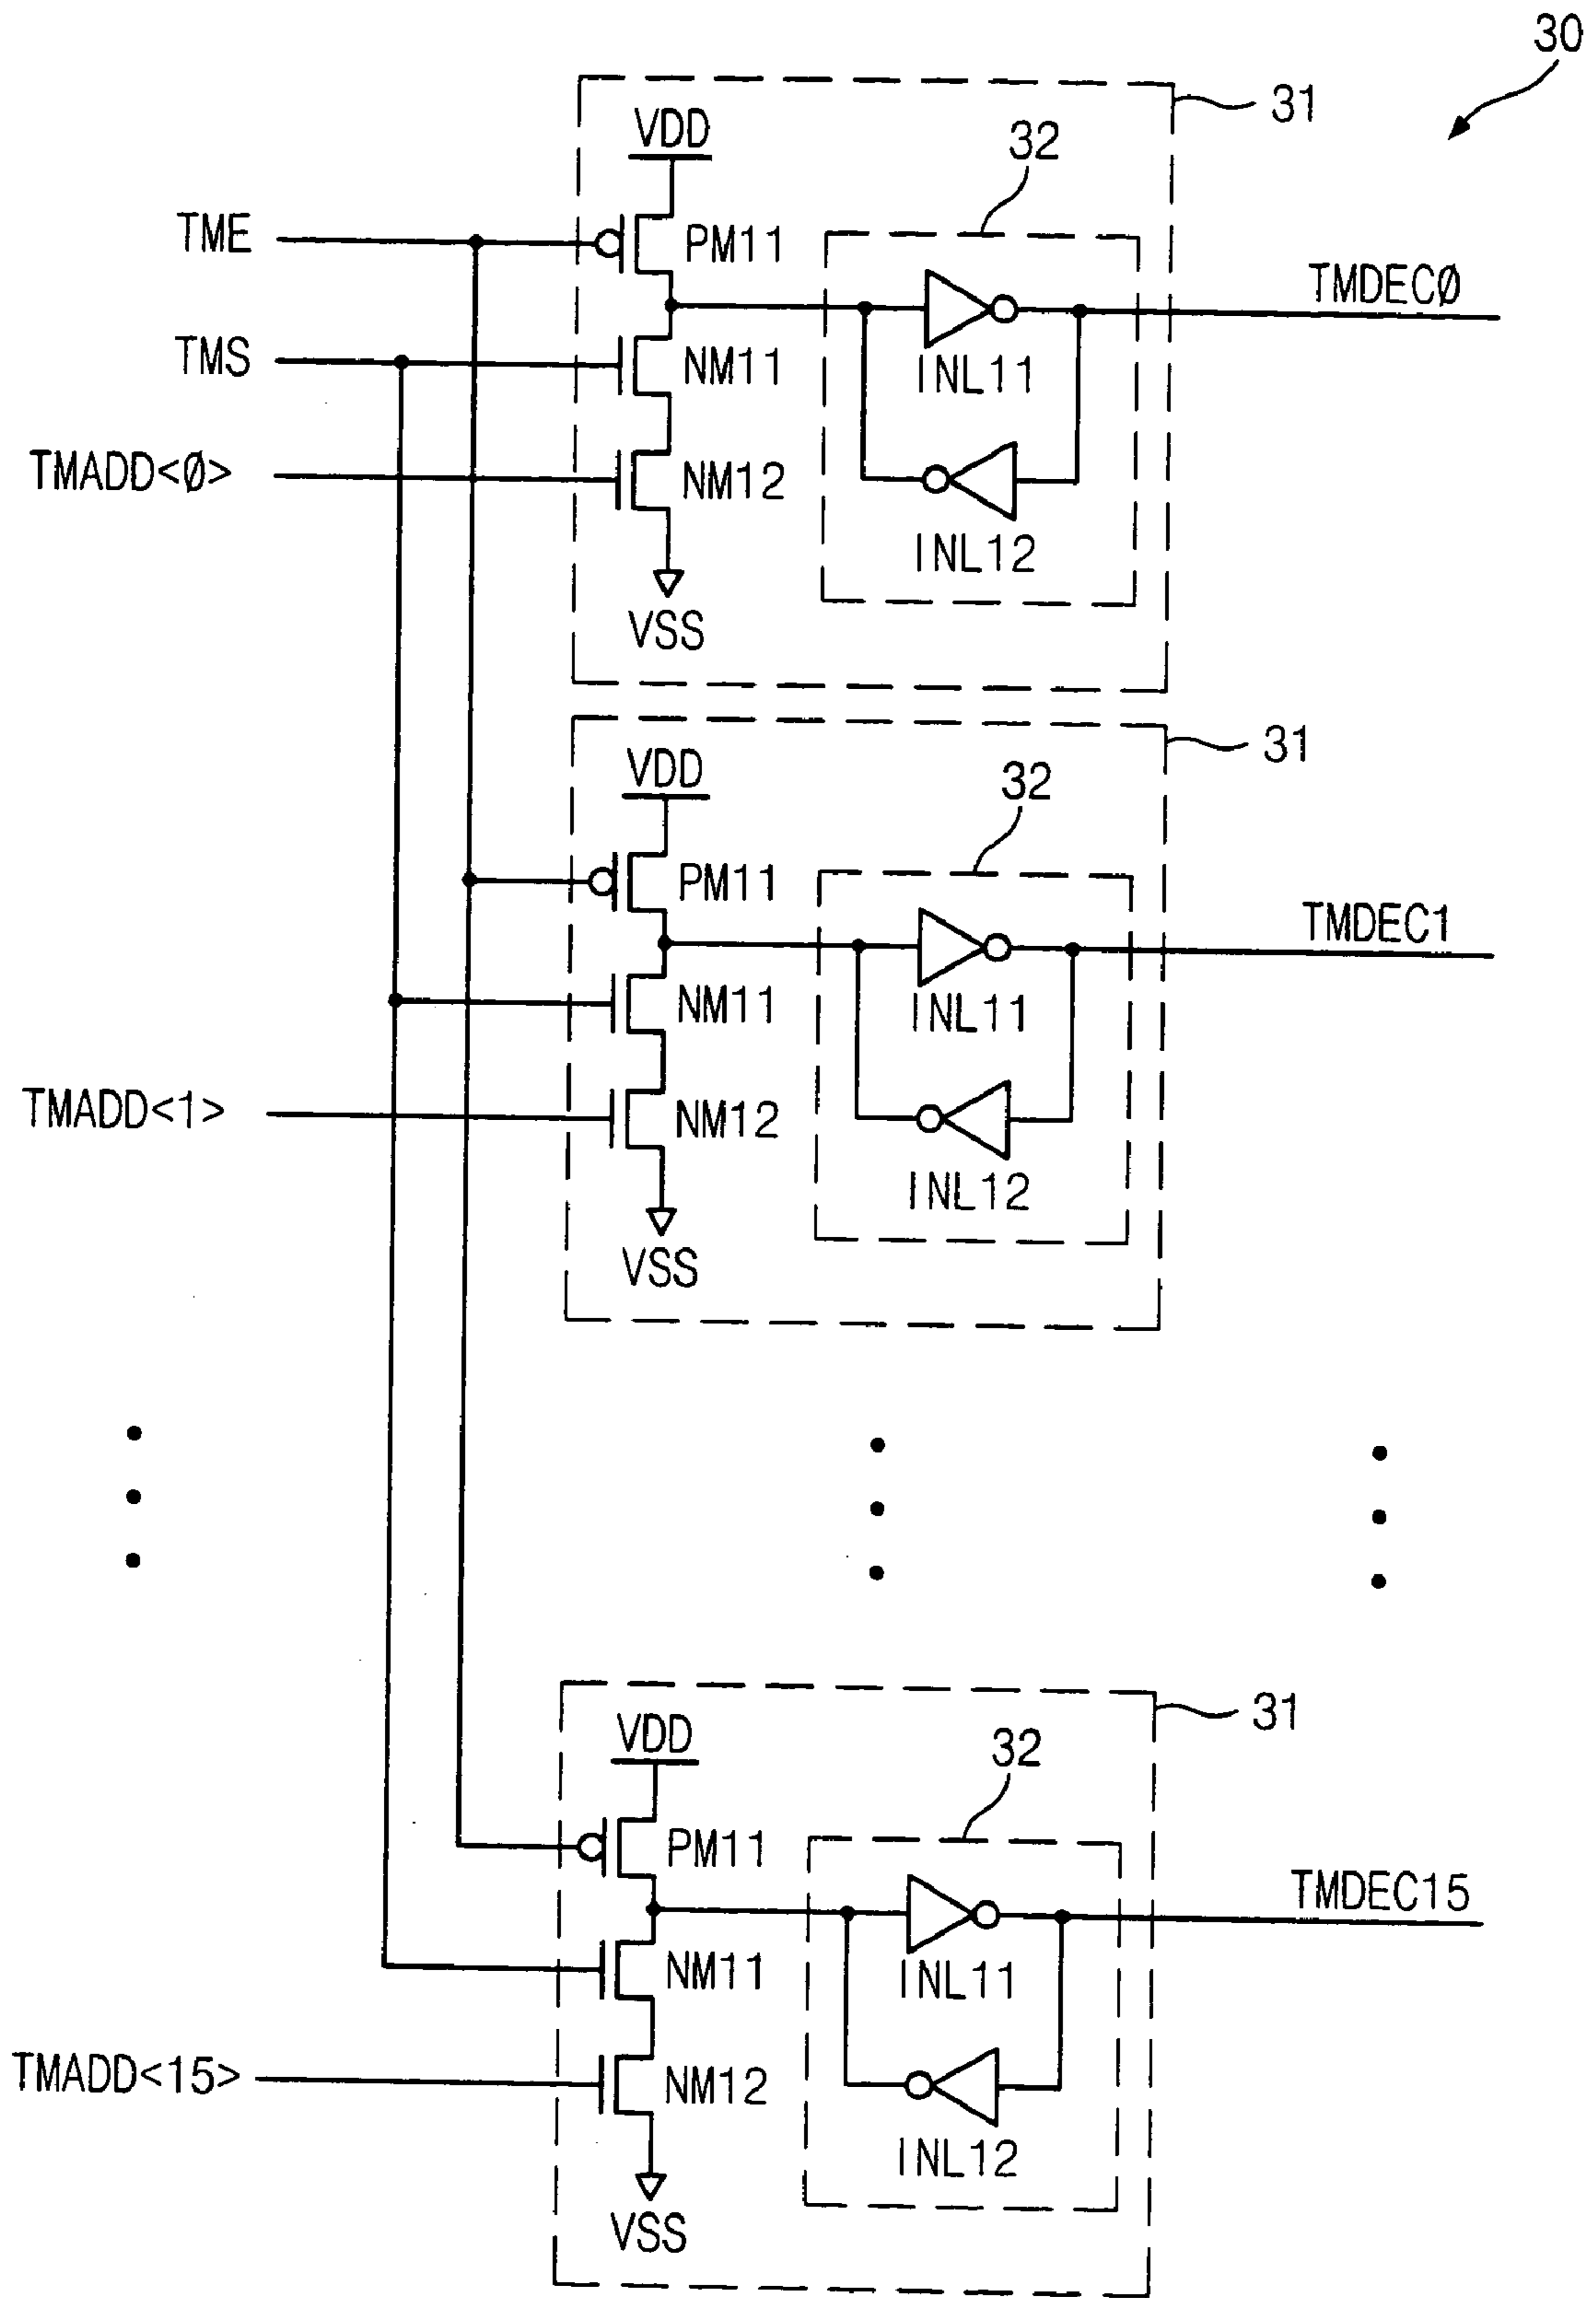 30
31
VDD
32
TME
PM11
TMDECØ
TMS
NM11
INL11
TMADD<Ø>
NM12
INL12
VSS
31
VDD
32
PM11
TMDEC1
NM11
INL11
TMADD<1>
NM12
INL12
VSS
31
VDD
32
PM11
TMDEC15
NM11
INL11
TMADD<15>
NM12
INL12
VSS